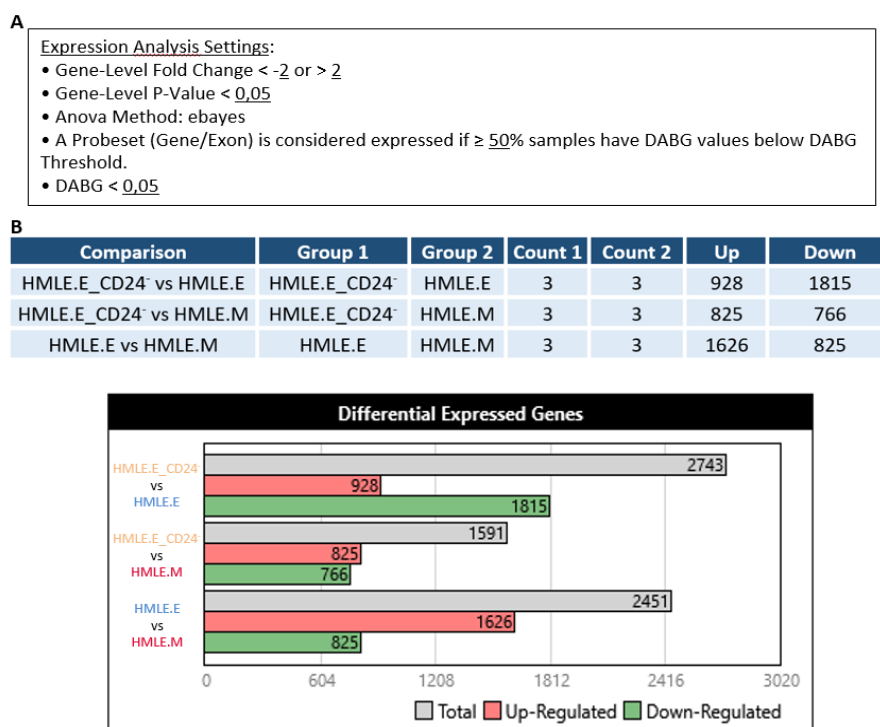 A
Expression Analysis Settings:
• Gene-Level Fold Change < -2 or > 2
• Gene-Level P-Value < 0,05
• Anova Method: ebayes
• A Probeset (Gene/Exon) is considered expressed if ≥ 50% samples have DABG values below DABG
Threshold.
• DABG < 0,05
B
Comparison Group 1 Group 2 Count 1 Count 2 Up Down
HMLE.E_CD24⁻ vs HMLE.E HMLE.E_CD24⁻ HMLE.E 3 3 928 1815
HMLE.E_CD24⁻ vs HMLE.M HMLE.E_CD24⁻ HMLE.M 3 3 825 766
HMLE.E vs HMLE.M HMLE.E HMLE.M 3 3 1626 825
Differential Expressed Genes
HMLE.E_CD24⁻
vs
HMLE.E
2743
928
1815
HMLE.E_CD24⁻
vs
HMLE.M
1591
825
766
HMLE.E
vs
HMLE.M
2451
1626
825
0 604 1208 1812 2416 3020
Total Up-Regulated Down-Regulated